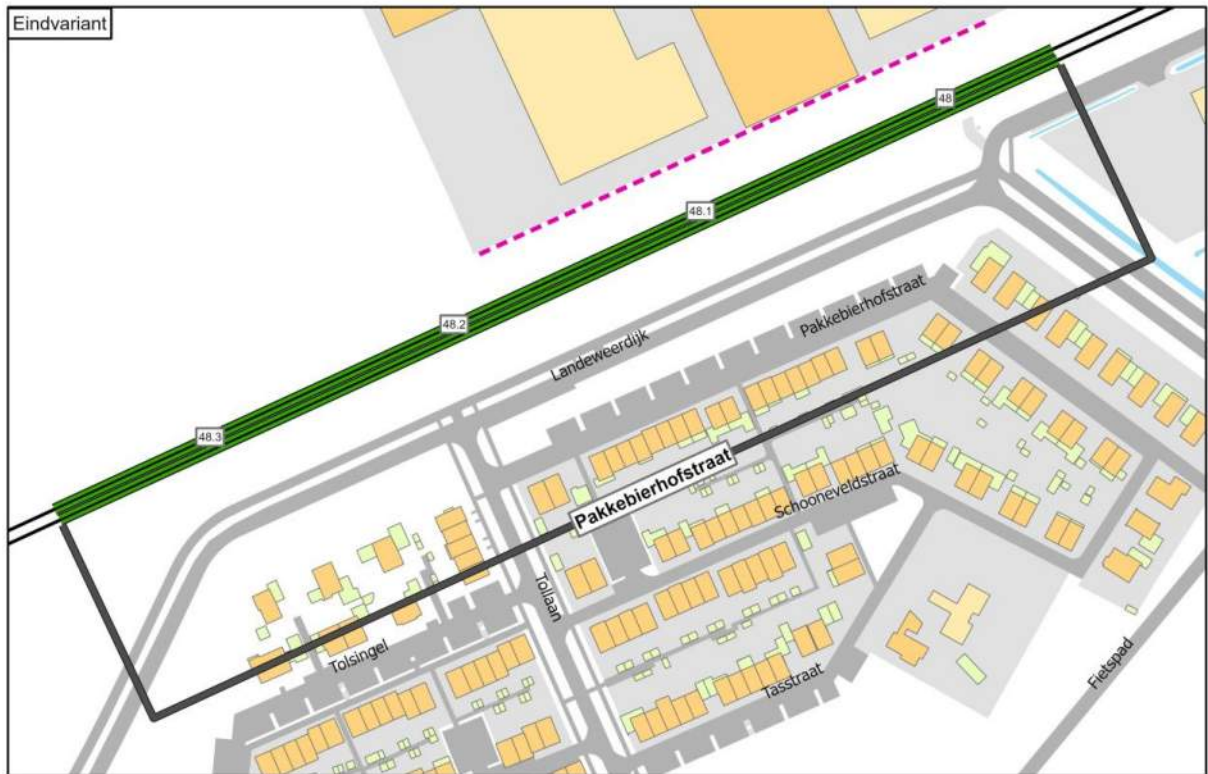 Eindvariant
48
48.1
48.2
48.3
Landeweerdijk
Pakkebierhofstraat
Pakkebierhofstraat
Schooneveldstraat
Tollaan
Tolsingel
Tasstraat
Fietspad